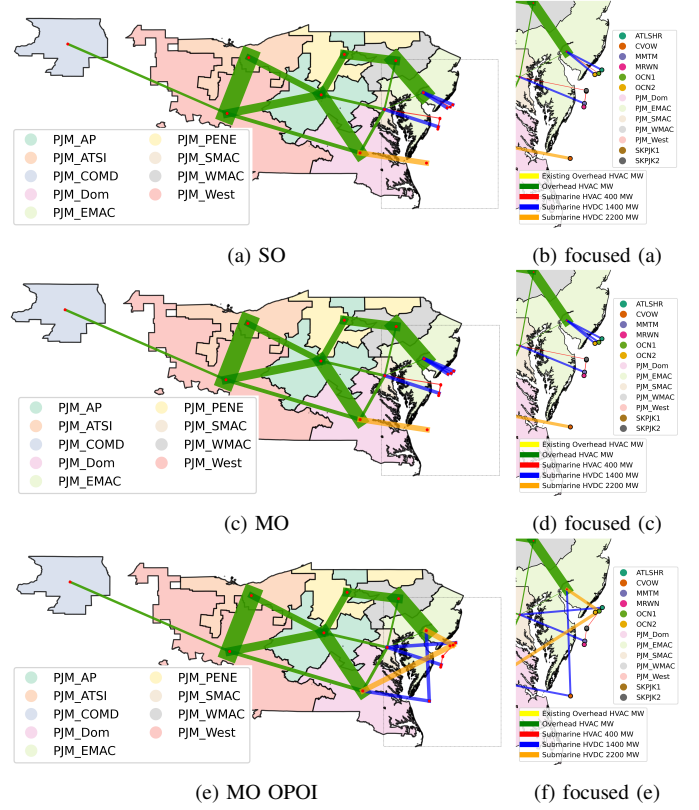 PJM_AP
PJM_ATSI
PJM_COMD
PJM_Dom
PJM_EMAC
PJM_PENE
PJM_SMAC
PJM_WMAC
PJM_West
ATLSHR
CVOW
MMTM
MRWN
OCN1
OCN2
PJM_Dom
PJM_EMAC
PJM_SMAC
PJM_WMAC
PJM_West
SKPJK1
SKPJK2
Existing Overhead HVAC MW
Overhead HVAC MW
Submarine HVAC 400 MW
Submarine HVDC 1400 MW
Submarine HVDC 2200 MW
(a) SO
(b) focused (a)
PJM_AP
PJM_ATSI
PJM_COMD
PJM_Dom
PJM_EMAC
PJM_PENE
PJM_SMAC
PJM_WMAC
PJM_West
ATLSHR
CVOW
MMTM
MRWN
OCN1
OCN2
PJM_Dom
PJM_EMAC
PJM_SMAC
PJM_WMAC
PJM_West
SKPJK1
SKPJK2
Existing Overhead HVAC MW
Overhead HVAC MW
Submarine HVAC 400 MW
Submarine HVDC 1400 MW
Submarine HVDC 2200 MW
(c) MO
(d) focused (c)
PJM_AP
PJM_ATSI
PJM_COMD
PJM_Dom
PJM_EMAC
PJM_PENE
PJM_SMAC
PJM_WMAC
PJM_West
ATLSHR
CVOW
MMTM
MRWN
OCN1
OCN2
PJM_Dom
PJM_EMAC
PJM_SMAC
PJM_WMAC
PJM_West
SKPJK1
SKPJK2
Existing Overhead HVAC MW
Overhead HVAC MW
Submarine HVAC 400 MW
Submarine HVDC 1400 MW
Submarine HVDC 2200 MW
(e) MO OPOI
(f) focused (e)